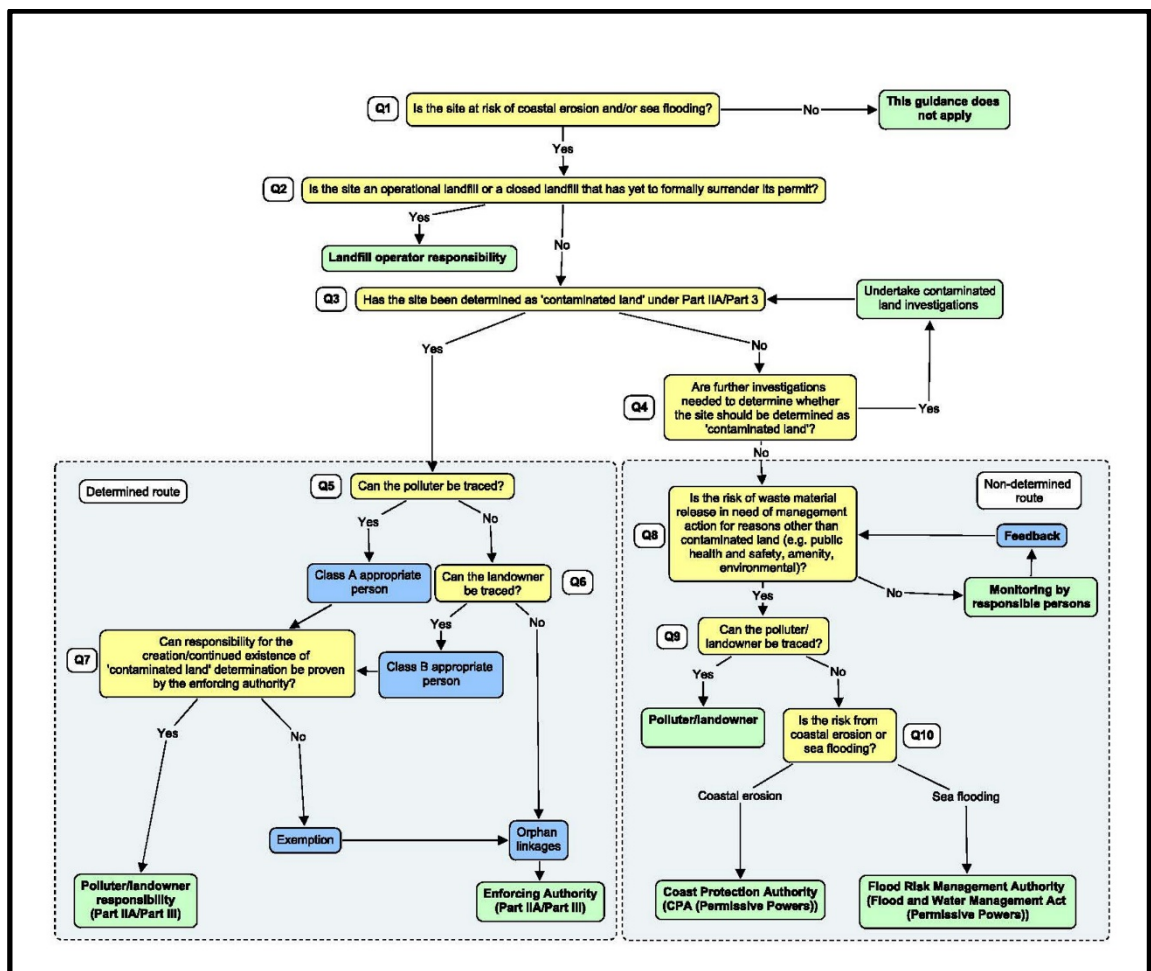 Q1
Is the site at risk of coastal erosion and/or sea flooding?
No
This guidance does
not apply
Yes
Q2
Is the site an operational landfill or a closed landfill that has yet to formally surrender its permit?
Yes
No
Landfill operator responsibility
Q3
Has the site been determined as 'contaminated land' under Part IIA/Part 3
Undertake contaminated
land investigations
Yes
No
Q4
Are further investigations
needed to determine whether
the site should be determined as
'contaminated land'?
Yes
No
Determined route
Q5
Can the polluter be traced?
Yes
No
Class A appropriate
person
Can the landowner
be traced?
Q6
Yes
No
Q7
Can responsibility for the
creation/continued existence of
'contaminated land' determination be proven
by the enforcing authority?
Class B appropriate
person
Yes
No
Exemption
Orphan
linkages
Polluter/landowner
responsibility
(Part IIA/Part III)
Enforcing Authority
(Part IIA/Part III)
Non-determined
route
Q8
Is the risk of waste material
release in need of management
action for reasons other than
contaminated land (e.g. public
health and safety, amenity,
environmental)?
Feedback
No
Monitoring by
responsible persons
Yes
Q9
Can the polluter/
landowner be traced?
Yes
No
Polluter/landowner
Is the risk from
coastal erosion or
sea flooding?
Q10
Coastal erosion
Sea flooding
Coast Protection Authority
(CPA (Permissive Powers))
Flood Risk Management Authority
(Flood and Water Management Act
(Permissive Powers))